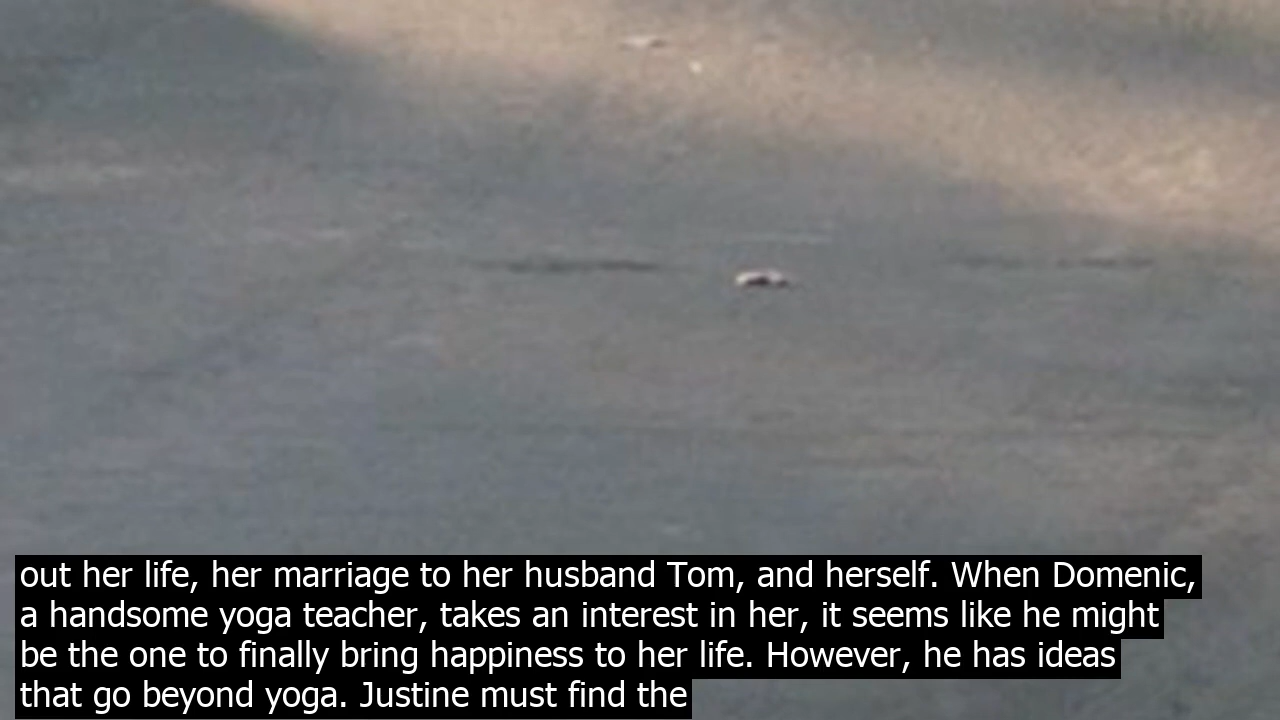 out her life, her marriage to her husband Tom, and herself. When Domenic,
a handsome yoga teacher, takes an interest in her, it seems like he might
be the one to finally bring happiness to her life. However, he has ideas
that go beyond yoga. Justine must find the